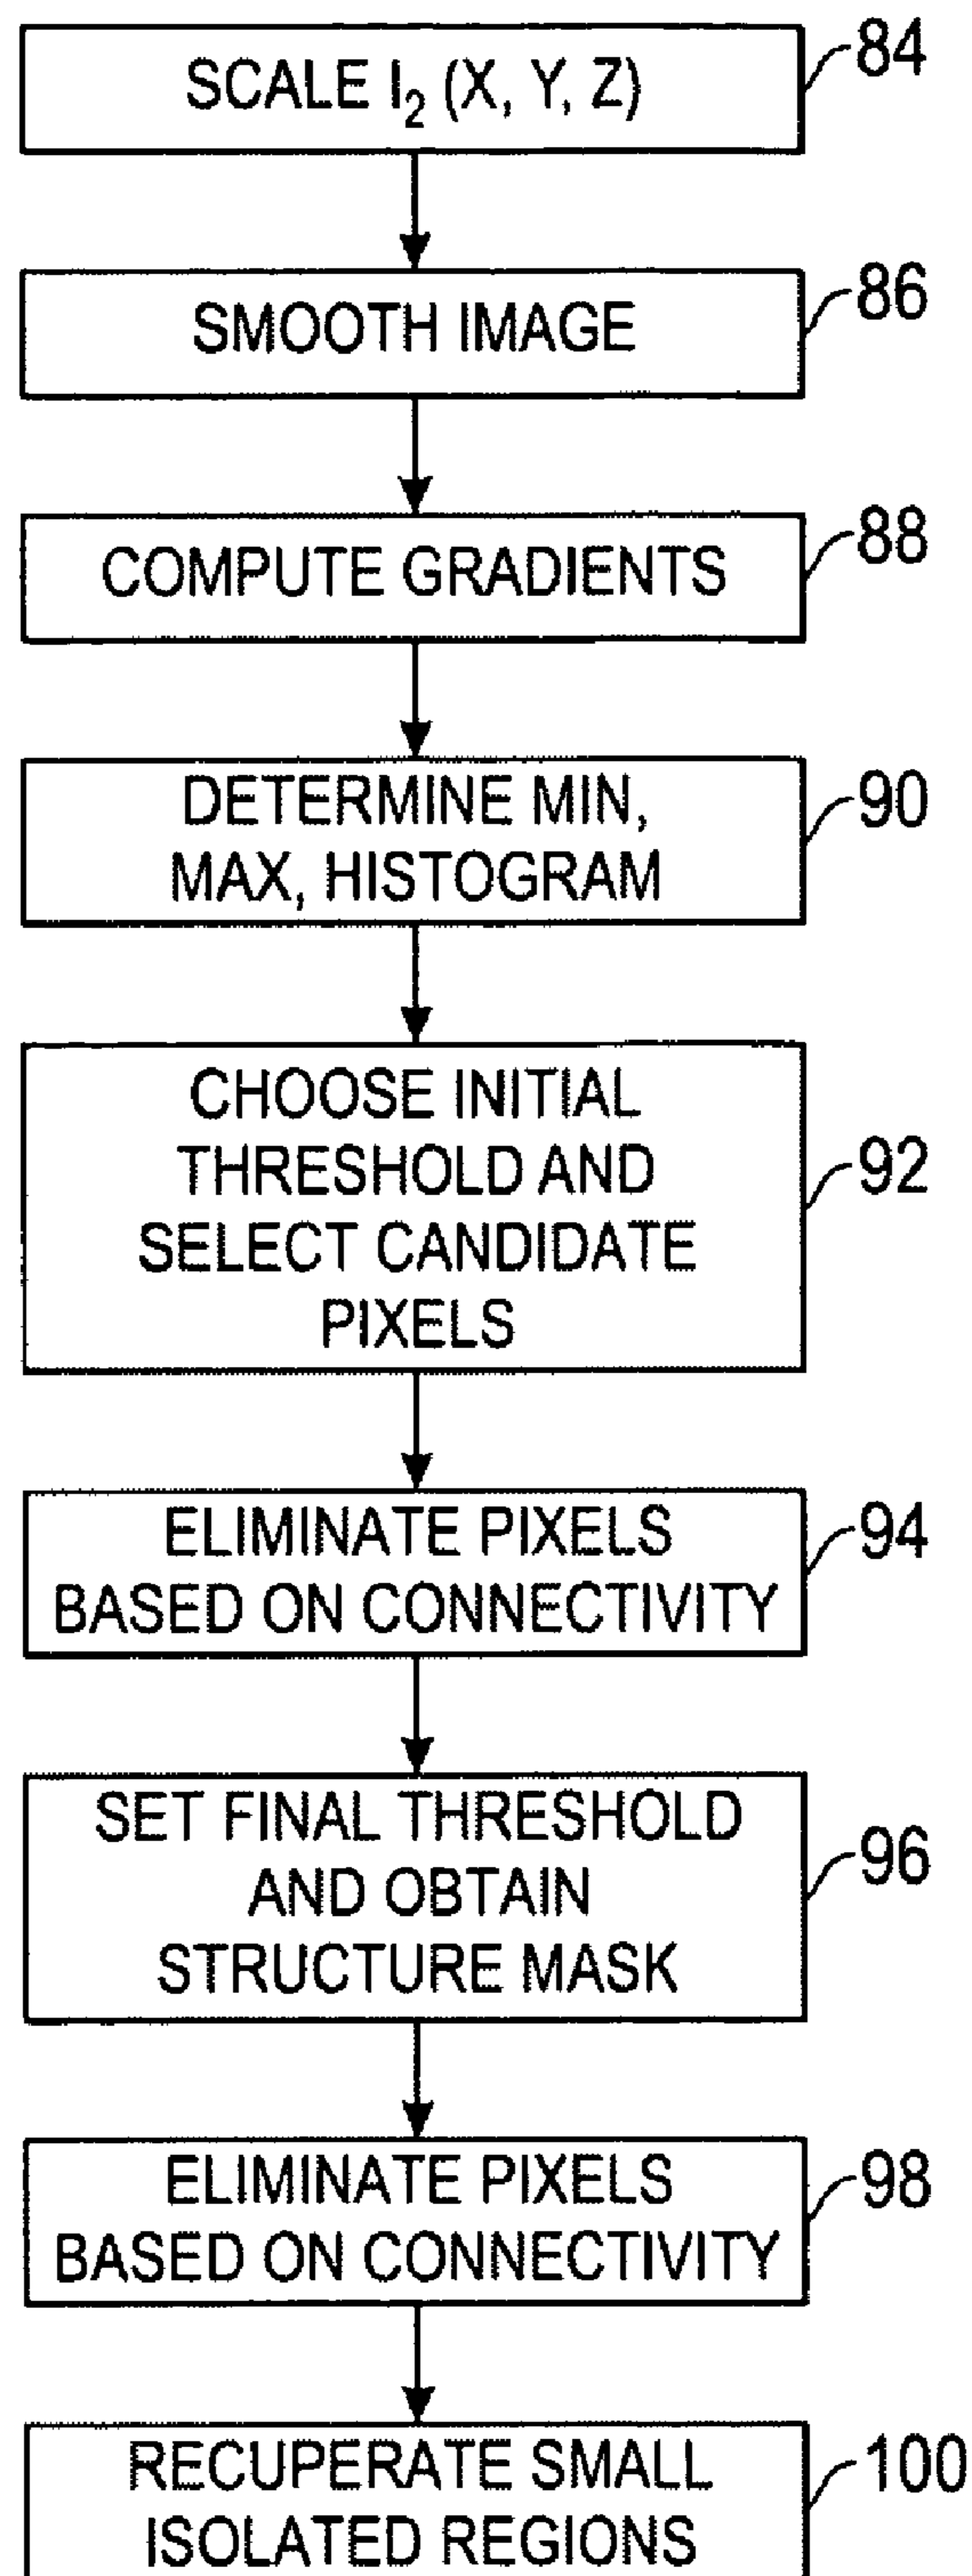 SCALE I₂ (X, Y, Z)
84
SMOOTH IMAGE
86
COMPUTE GRADIENTS
88
DETERMINE MIN,
MAX, HISTOGRAM
90
CHOOSE INITIAL
THRESHOLD AND
SELECT CANDIDATE
PIXELS
92
ELIMINATE PIXELS
BASED ON CONNECTIVITY
94
SET FINAL THRESHOLD
AND OBTAIN
STRUCTURE MASK
96
ELIMINATE PIXELS
BASED ON CONNECTIVITY
98
RECUPERATE SMALL
ISOLATED REGIONS
100